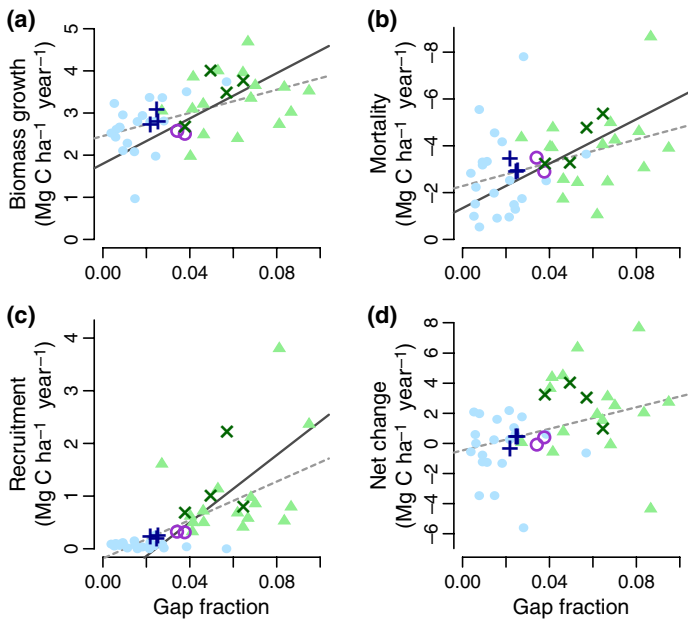 (a)
Biomass growth
(Mg C ha⁻¹ year⁻¹)
5
4
3
2
1
0
0.00
0.04
0.08
(b)
Mortality
(Mg C ha⁻¹ year⁻¹)
−8
−6
−4
−2
0
0.00
0.04
0.08
(c)
Recruitment
(Mg C ha⁻¹ year⁻¹)
4
3
2
1
0
0.00
0.04
0.08
Gap fraction
(d)
Net change
(Mg C ha⁻¹ year⁻¹)
8
6
4
2
0
−2
−4
−6
0.00
0.04
0.08
Gap fraction